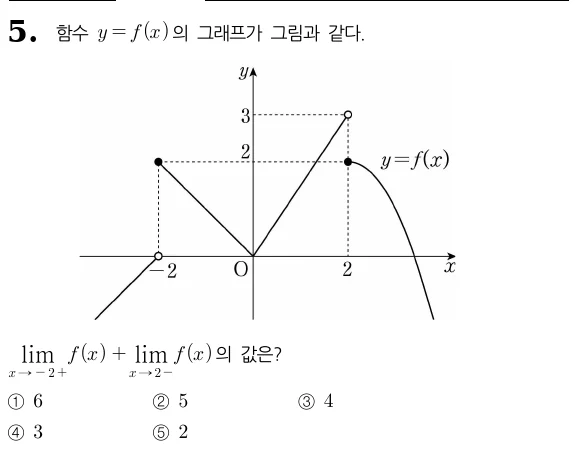 5. 함수 y=f(x)의 그래프가 그림과 같다.
y
3
2
y=f(x)
-2 O 2 x
lim f(x)+lim f(x)의 값은?
x→-2+ x→2-
① 6 ② 5 ③ 4
④ 3 ⑤ 2